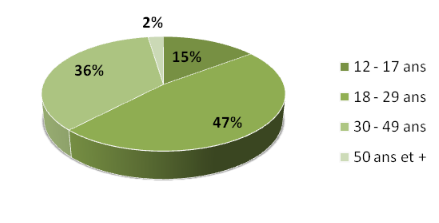 2%
15%
36%
47%
12 - 17 ans
18 - 29 ans
30 - 49 ans
50 ans et +